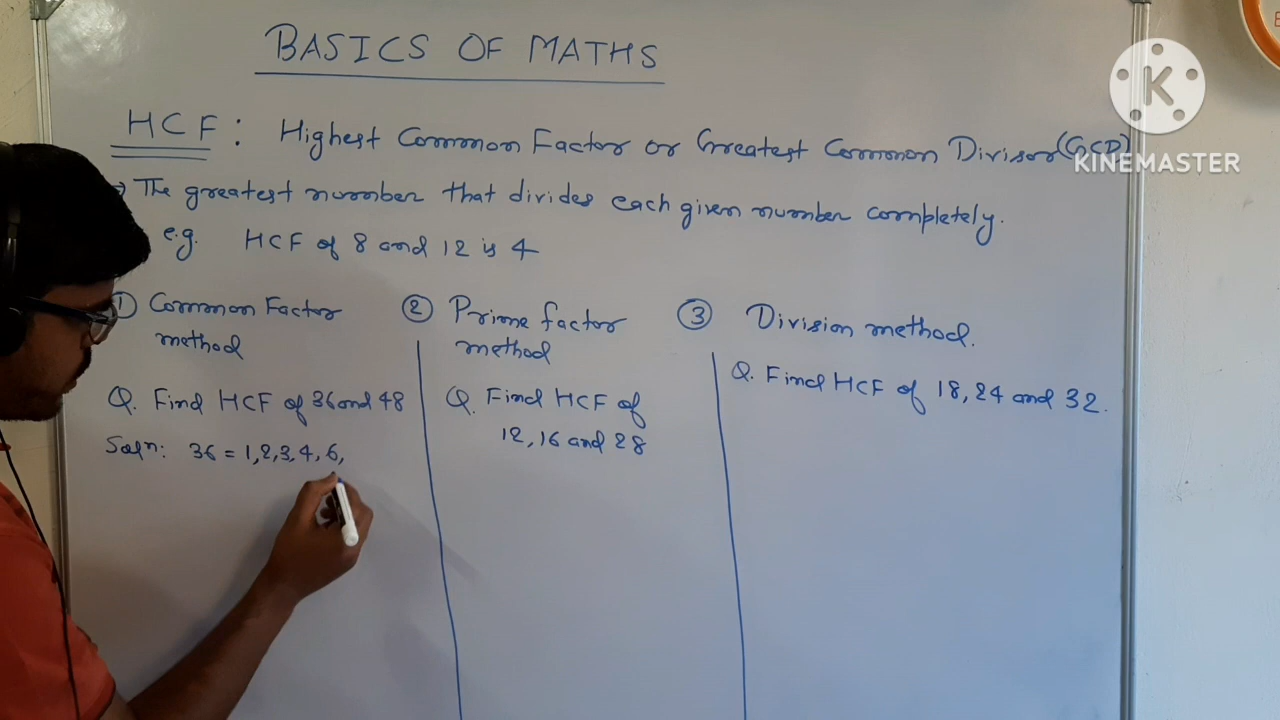 BASICS OF MATHS
HCF: Highest Common Factor or Greatest Common Divisor (GCD)
The greatest number that divides each given number completely.
e.g. HCF of 8 and 12 is 4
1 Common Factor method
Q. Find HCF of 36 and 48
Solⁿ: 36 = 1,2,3,4,6,
2 Prime factor method
Q. Find HCF of
12, 16 and 28
3 Division method.
Q. Find HCF of 18, 24 and 32.
K
KINEMASTER